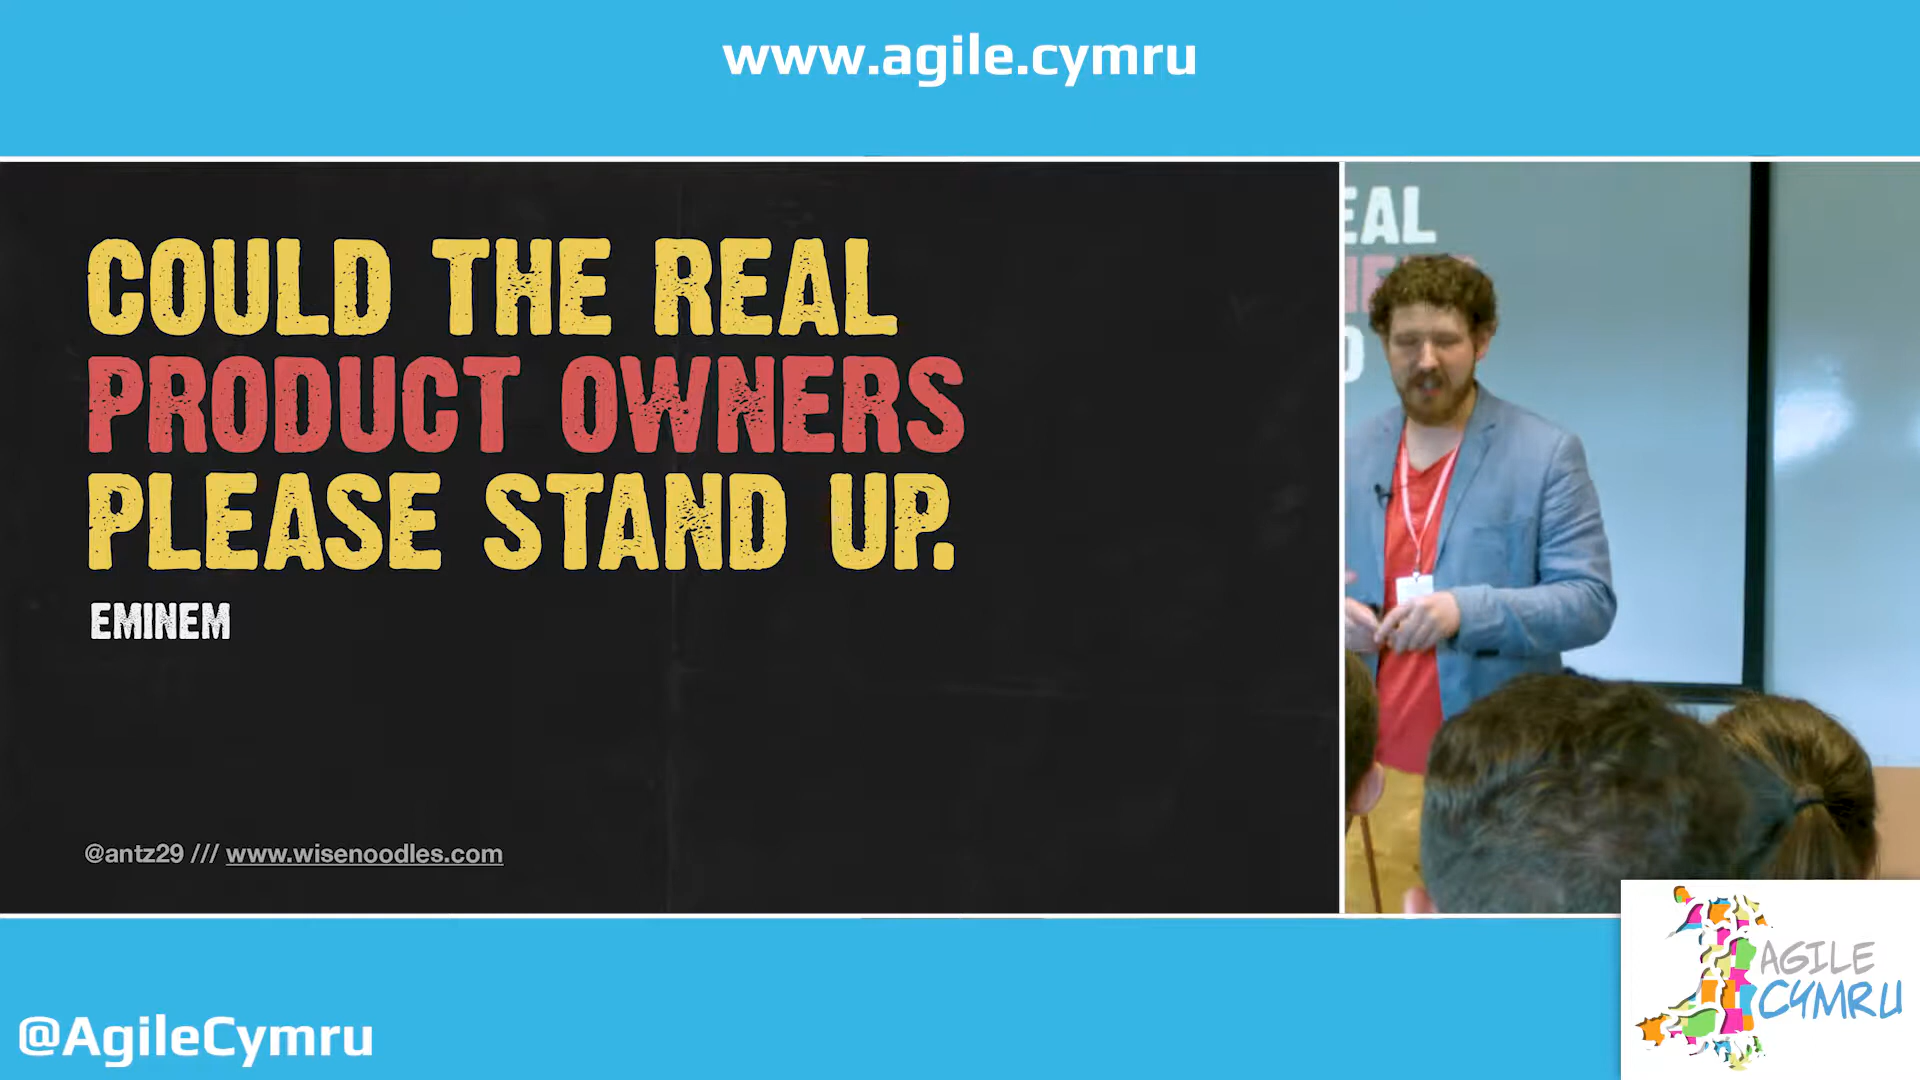 www.agile.cymru
COULD THE REAL
PRODUCT OWNERS
PLEASE STAND UP.
EMINEM
@antz29 /// www.wisenoodles.com
EAL
@AgileCymru
AGILE
CYMRU